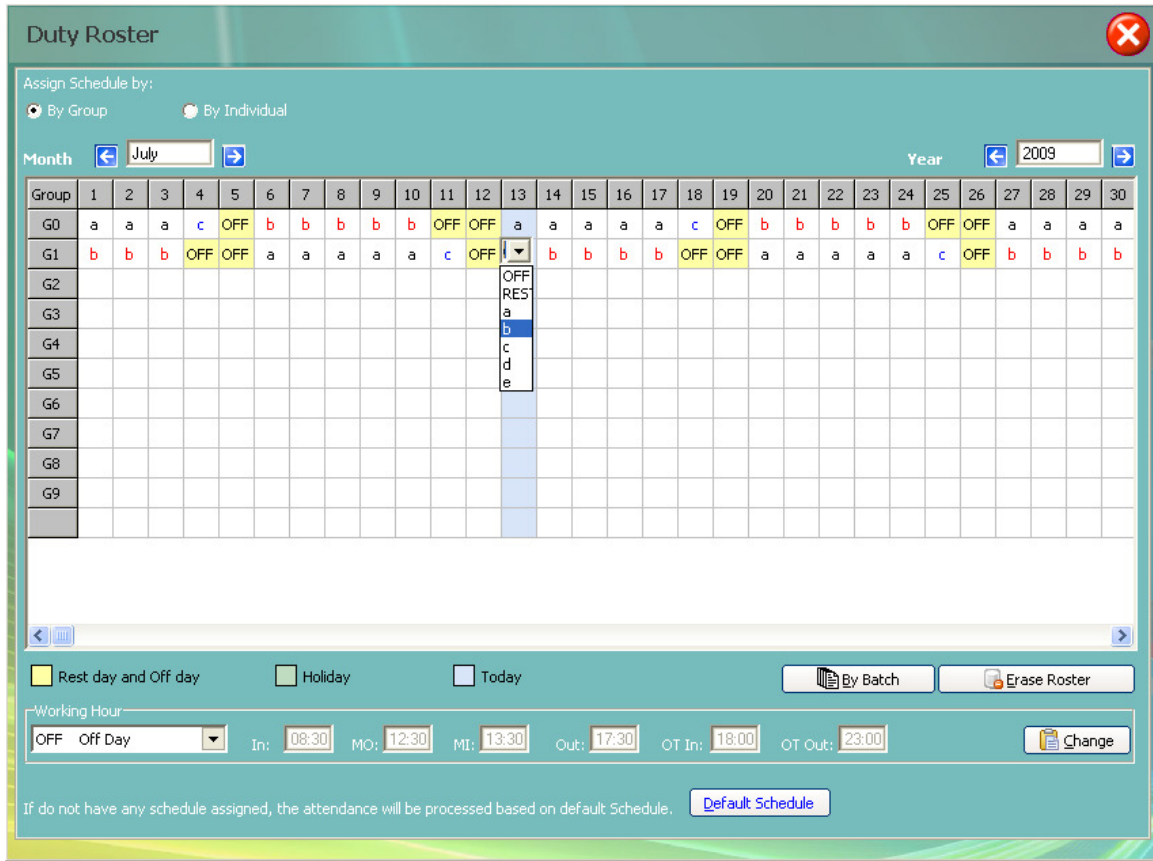 Duty Roster
Assign Schedule by:
By Group By Individual
Month July Year 2009
Group 1 2 3 4 5 6 7 8 9 10 11 12 13 14 15 16 17 18 19 20 21 22 23 24 25 26 27 28 29 30
G0 a a a c OFF b b b b b OFF OFF a a a a a c OFF b b b b b OFF OFF a a a a
G1 b b b OFF OFF a a a a a c OFF b b b b OFF OFF a a a a a c OFF b b b b
G2 OFF
REST
G3 a
G4 b
c
G5 d
e
G6
G7
G8
G9
Rest day and Off day Holiday Today By Batch Erase Roster
Working Hour
OFF Off Day In: 08:30 MO: 12:30 MI: 13:30 Out: 17:30 OT In: 18:00 OT Out: 23:00 Change
If do not have any schedule assigned, the attendance will be processed based on default Schedule. Default Schedule